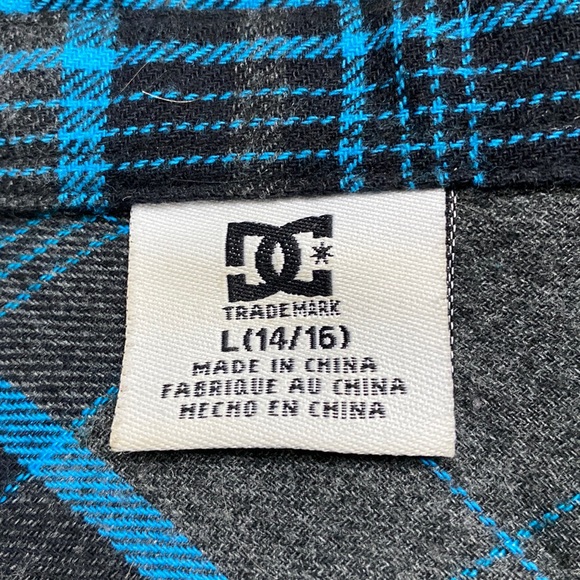 DC*
TRADEMARK
L(14/16)
MADE IN CHINA
FABRIQUE AU CHINA
HECHO EN CHINA